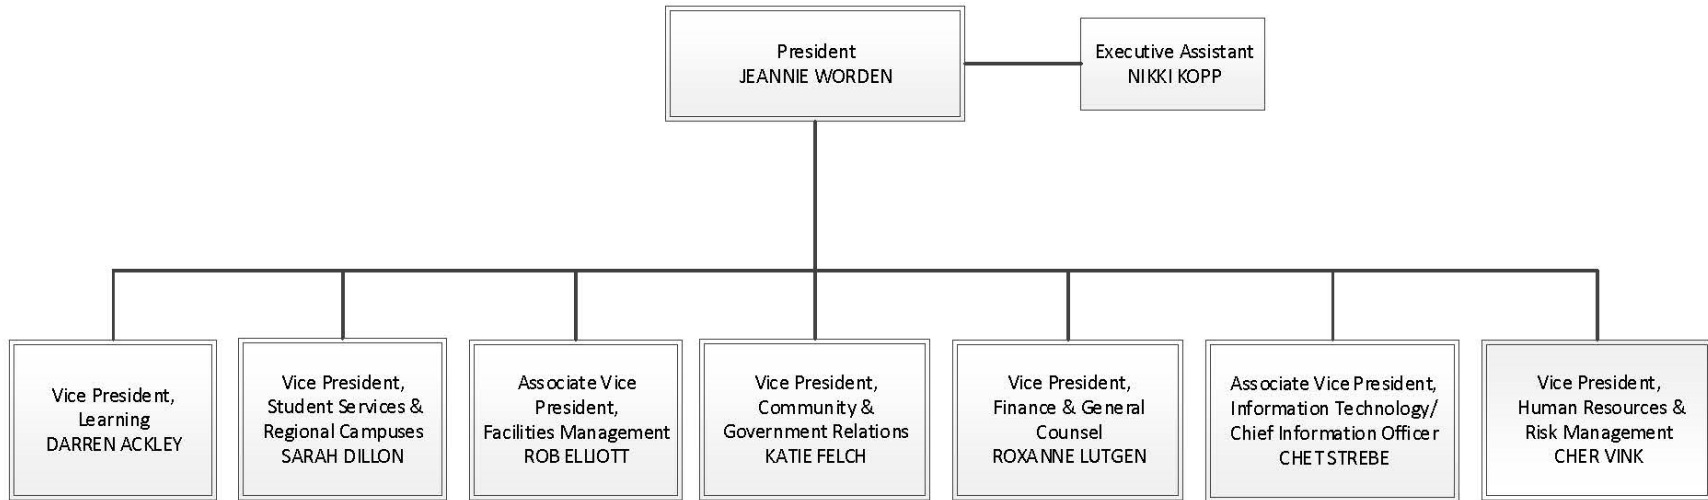 President
JEANNIE WORDEN
Executive Assistant
NIKKI KOPP
Vice President,
Learning
DARREN ACKLEY
Vice President,
Student Services &
Regional Campuses
SARAH DILLON
Associate Vice
President,
Facilities Management
ROB ELLIOTT
Vice President,
Community &
Government Relations
KATIE FELCH
Vice President,
Finance & General
Counsel
ROXANNE LUTGEN
Associate Vice President,
Information Technology/
Chief Information Officer
CHET STREBE
Vice President,
Human Resources &
Risk Management
CHER VINK